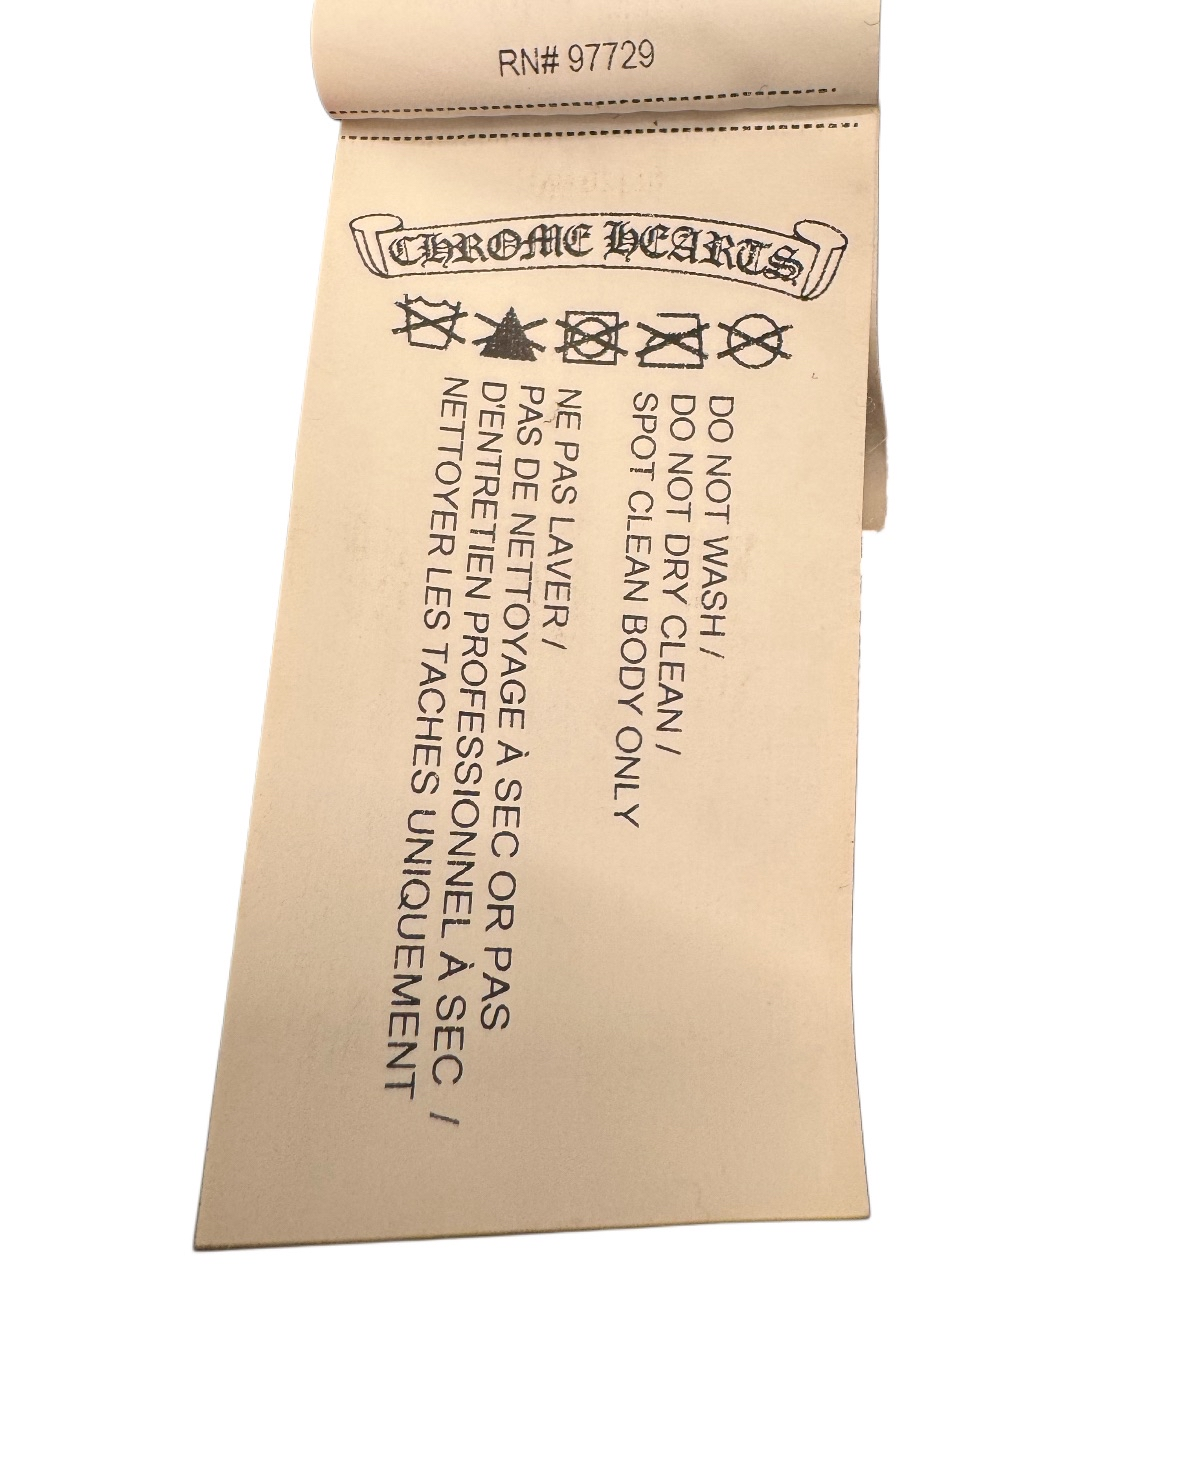 RN# 97729
CHROME HEARTS
DO NOT WASH /
DO NOT DRY CLEAN /
SPOT CLEAN BODY ONLY
NE PAS LAVER /
PAS DE NETTOYAGE À SEC OR PAS
D'ENTRETIEN PROFESSIONNEL À SEC /
NETTOYER LES TACHES UNIQUEMENT